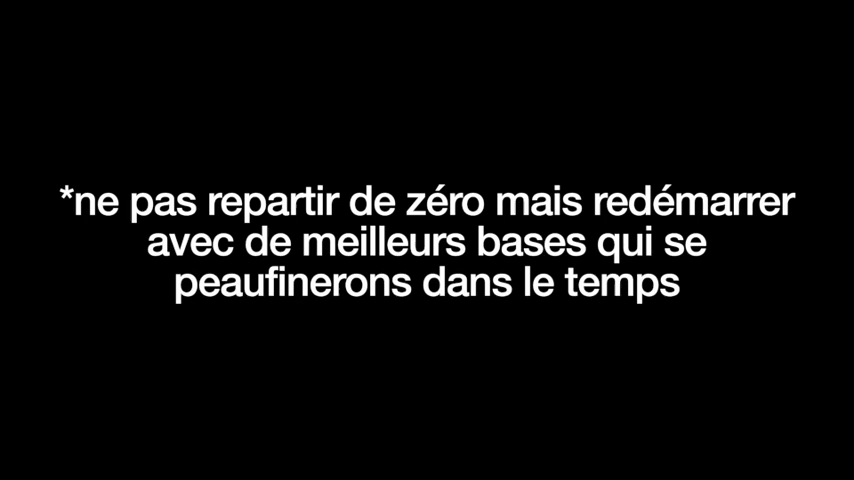 *ne pas repartir de zéro mais redémarrer
avec de meilleurs bases qui se
peaufinerons dans le temps